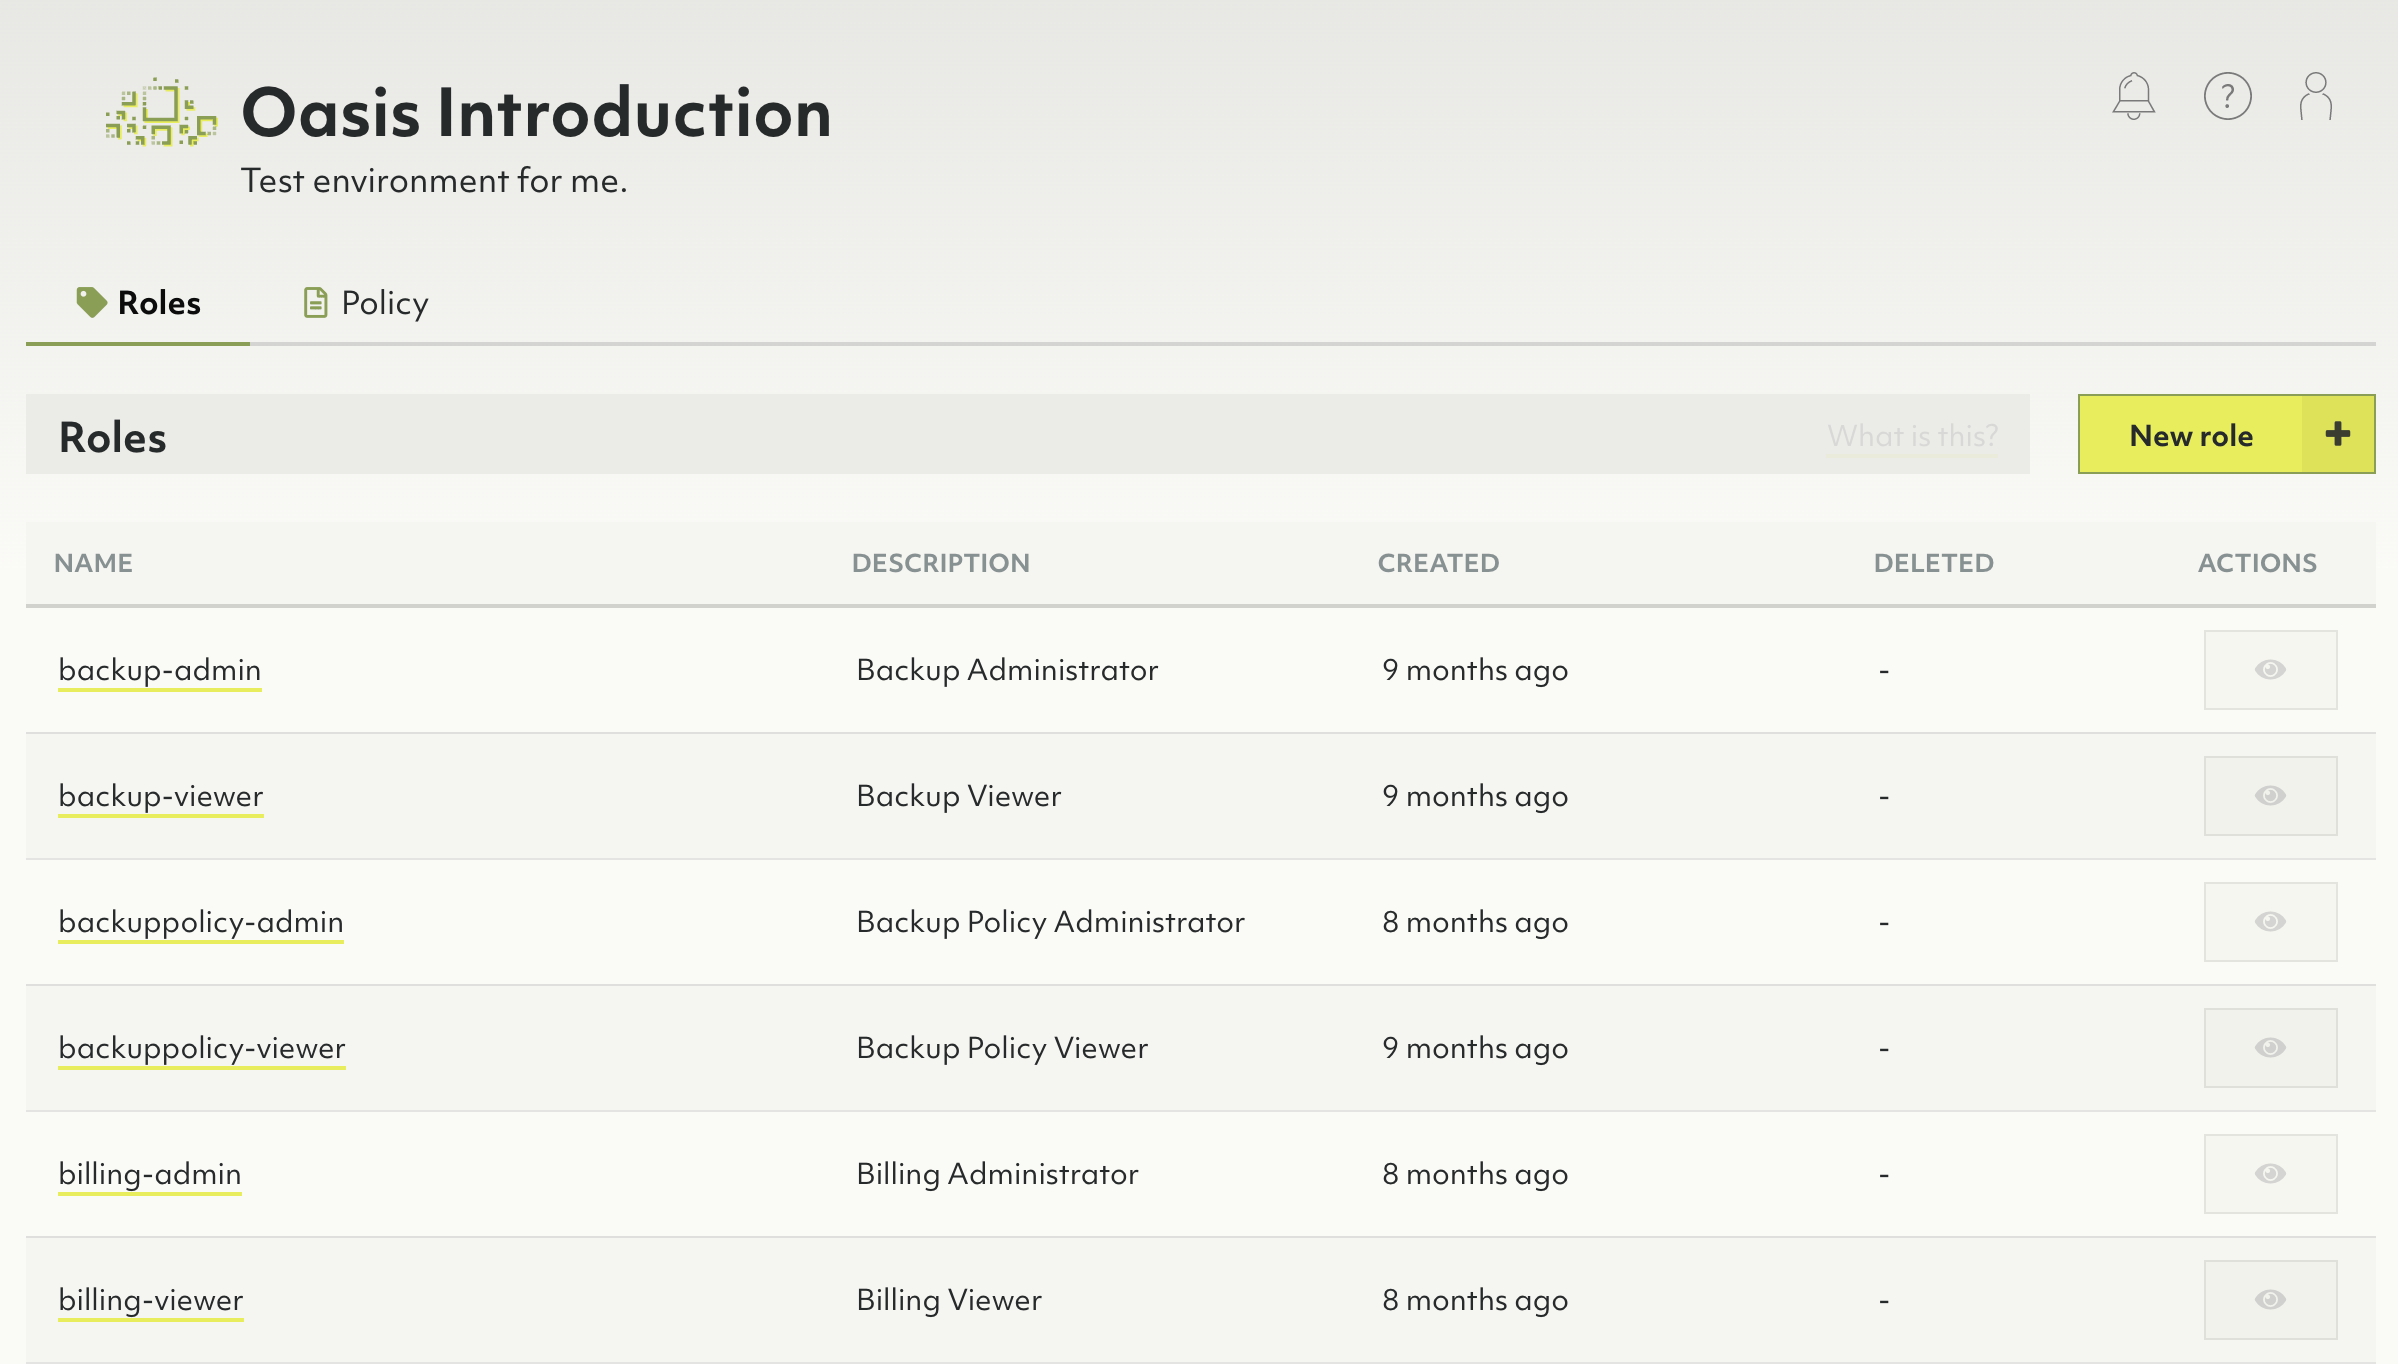 Oasis Introduction
Test environment for me.
?
Roles Policy
Roles What is this? New role +
NAME DESCRIPTION CREATED DELETED ACTIONS
backup-admin Backup Administrator 9 months ago -
backup-viewer Backup Viewer 9 months ago -
backuppolicy-admin Backup Policy Administrator 8 months ago -
backuppolicy-viewer Backup Policy Viewer 9 months ago -
billing-admin Billing Administrator 8 months ago -
billing-viewer Billing Viewer 8 months ago -